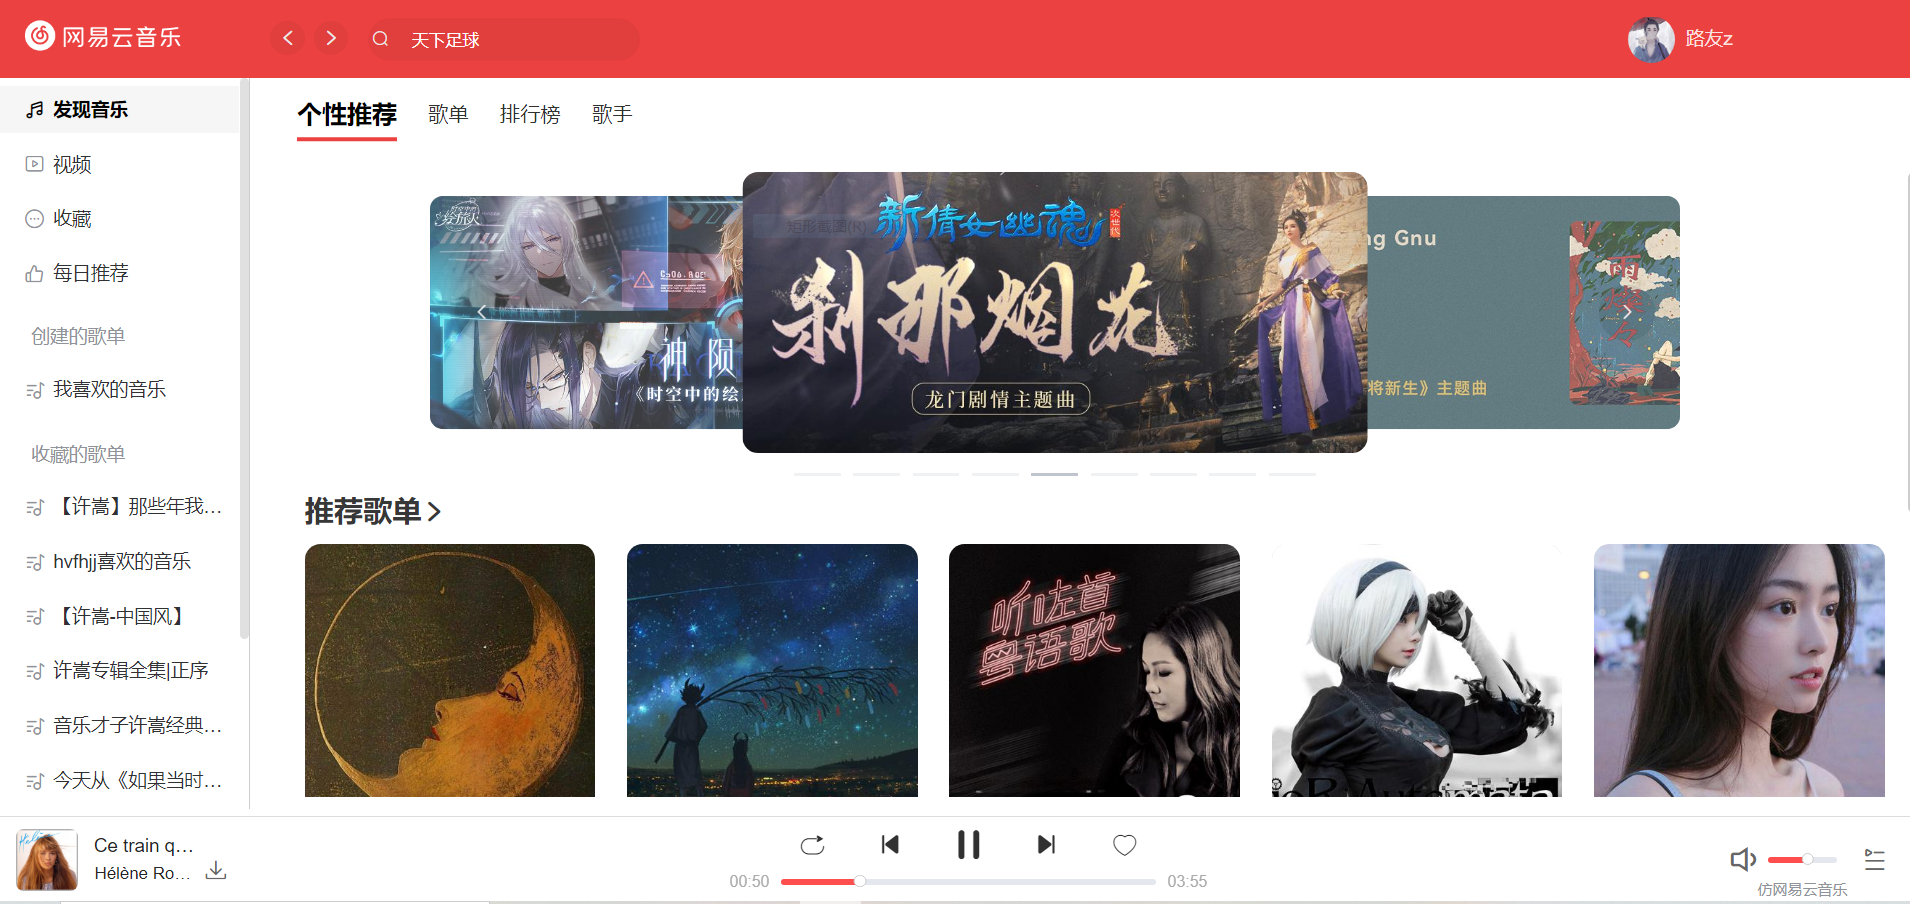 网易云音乐
天下足球
路友z
发现音乐
视频
收藏
每日推荐
创建的歌单
我喜欢的音乐
收藏的歌单
【许嵩】那些年我…
hvfhjj喜欢的音乐
【许嵩-中国风】
许嵩专辑全集|正序
音乐才子许嵩经典…
今天从《如果当时…
个性推荐
歌单
排行榜
歌手
神陨
《时空中的绘
新倩女幽魂
次世代
刹那烟花
龙门剧情主题曲
ng Gnu
将新生》主题曲
推荐歌单
听咗首
粤语歌
Ce train q…
Hélène Ro…
00:50
03:55
仿网易云音乐